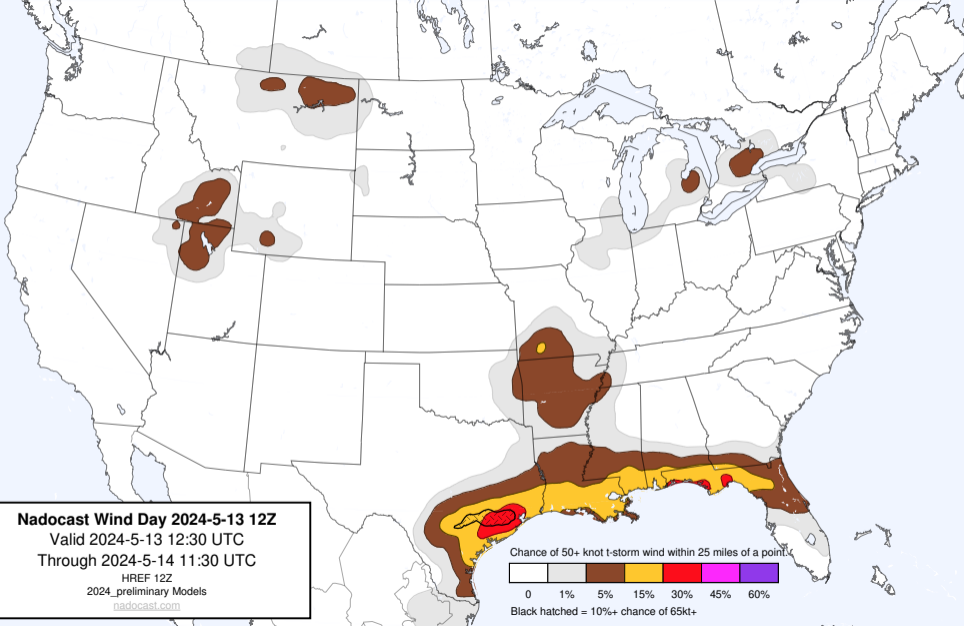 Nadocast Wind Day 2024-5-13 12Z
Valid 2024-5-13 12:30 UTC
Through 2024-5-14 11:30 UTC
HREF 12Z
2024_preliminary Models
nadocast.com
Chance of 50+ knot t-storm wind within 25 miles of a point.
0 1% 5% 15% 30% 45% 60%
Black hatched = 10%+ chance of 65kt+